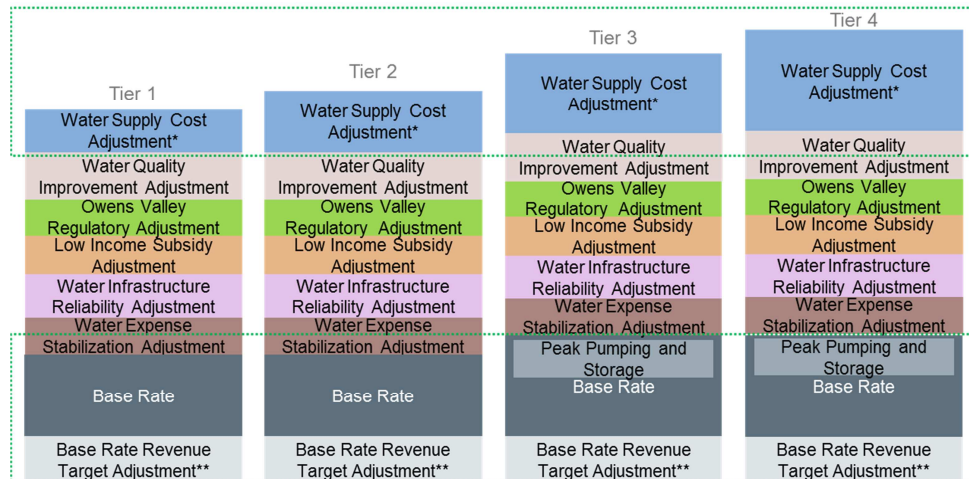 Tier 1
Water Supply Cost
Adjustment*
Water Quality
Improvement Adjustment
Owens Valley
Regulatory Adjustment
Low Income Subsidy
Adjustment
Water Infrastructure
Reliability Adjustment
Water Expense
Stabilization Adjustment
Base Rate
Base Rate Revenue
Target Adjustment**
Tier 2
Water Supply Cost
Adjustment*
Water Quality
Improvement Adjustment
Owens Valley
Regulatory Adjustment
Low Income Subsidy
Adjustment
Water Infrastructure
Reliability Adjustment
Water Expense
Stabilization Adjustment
Base Rate
Base Rate Revenue
Target Adjustment**
Tier 3
Water Supply Cost
Adjustment*
Water Quality
Improvement Adjustment
Owens Valley
Regulatory Adjustment
Low Income Subsidy
Adjustment
Water Infrastructure
Reliability Adjustment
Water Expense
Stabilization Adjustment
Peak Pumping and
Storage
Base Rate
Base Rate Revenue
Target Adjustment**
Tier 4
Water Supply Cost
Adjustment*
Water Quality
Improvement Adjustment
Owens Valley
Regulatory Adjustment
Low Income Subsidy
Adjustment
Water Infrastructure
Reliability Adjustment
Water Expense
Stabilization Adjustment
Peak Pumping and
Storage
Base Rate
Base Rate Revenue
Target Adjustment**